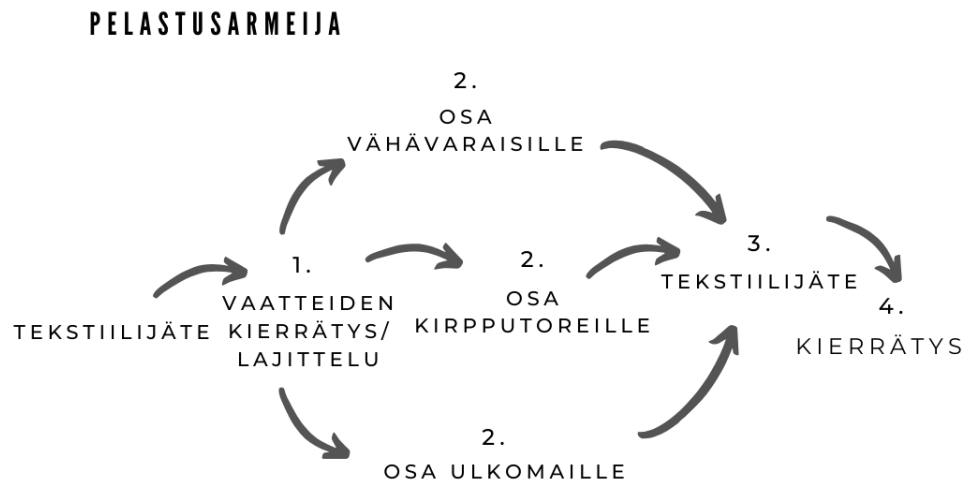 PELASTUSARMEIJA
2.
OSA
VÄHÄVARAISILLE
TEKSTIILIJÄTE
1.
VAATTEIDEN
KIERRÄTYS/
LAJITTELU
2.
OSA
KIRPPUTOREILLE
2.
OSA ULKOMAILLE
3.
TEKSTIILIJÄTE
4.
KIERRÄTYS